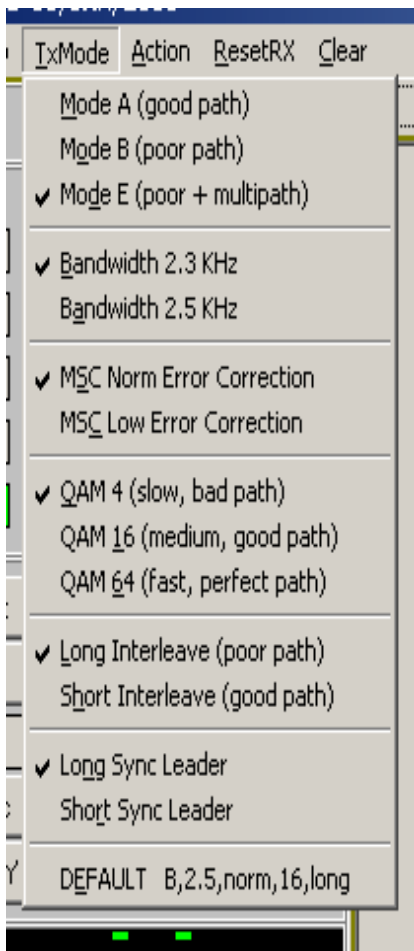 TxMode Action ResetRX Clear
Mode A (good path)
Mode B (poor path)
Mode E (poor + multipath)
Bandwidth 2.3 KHz
Bandwidth 2.5 KHz
MSC Norm Error Correction
MSC Low Error Correction
QAM 4 (slow, bad path)
QAM 16 (medium, good path)
QAM 64 (fast, perfect path)
Long Interleave (poor path)
Short Interleave (good path)
Long Sync Leader
Short Sync Leader
DEFAULT B,2.5,norm,16,long